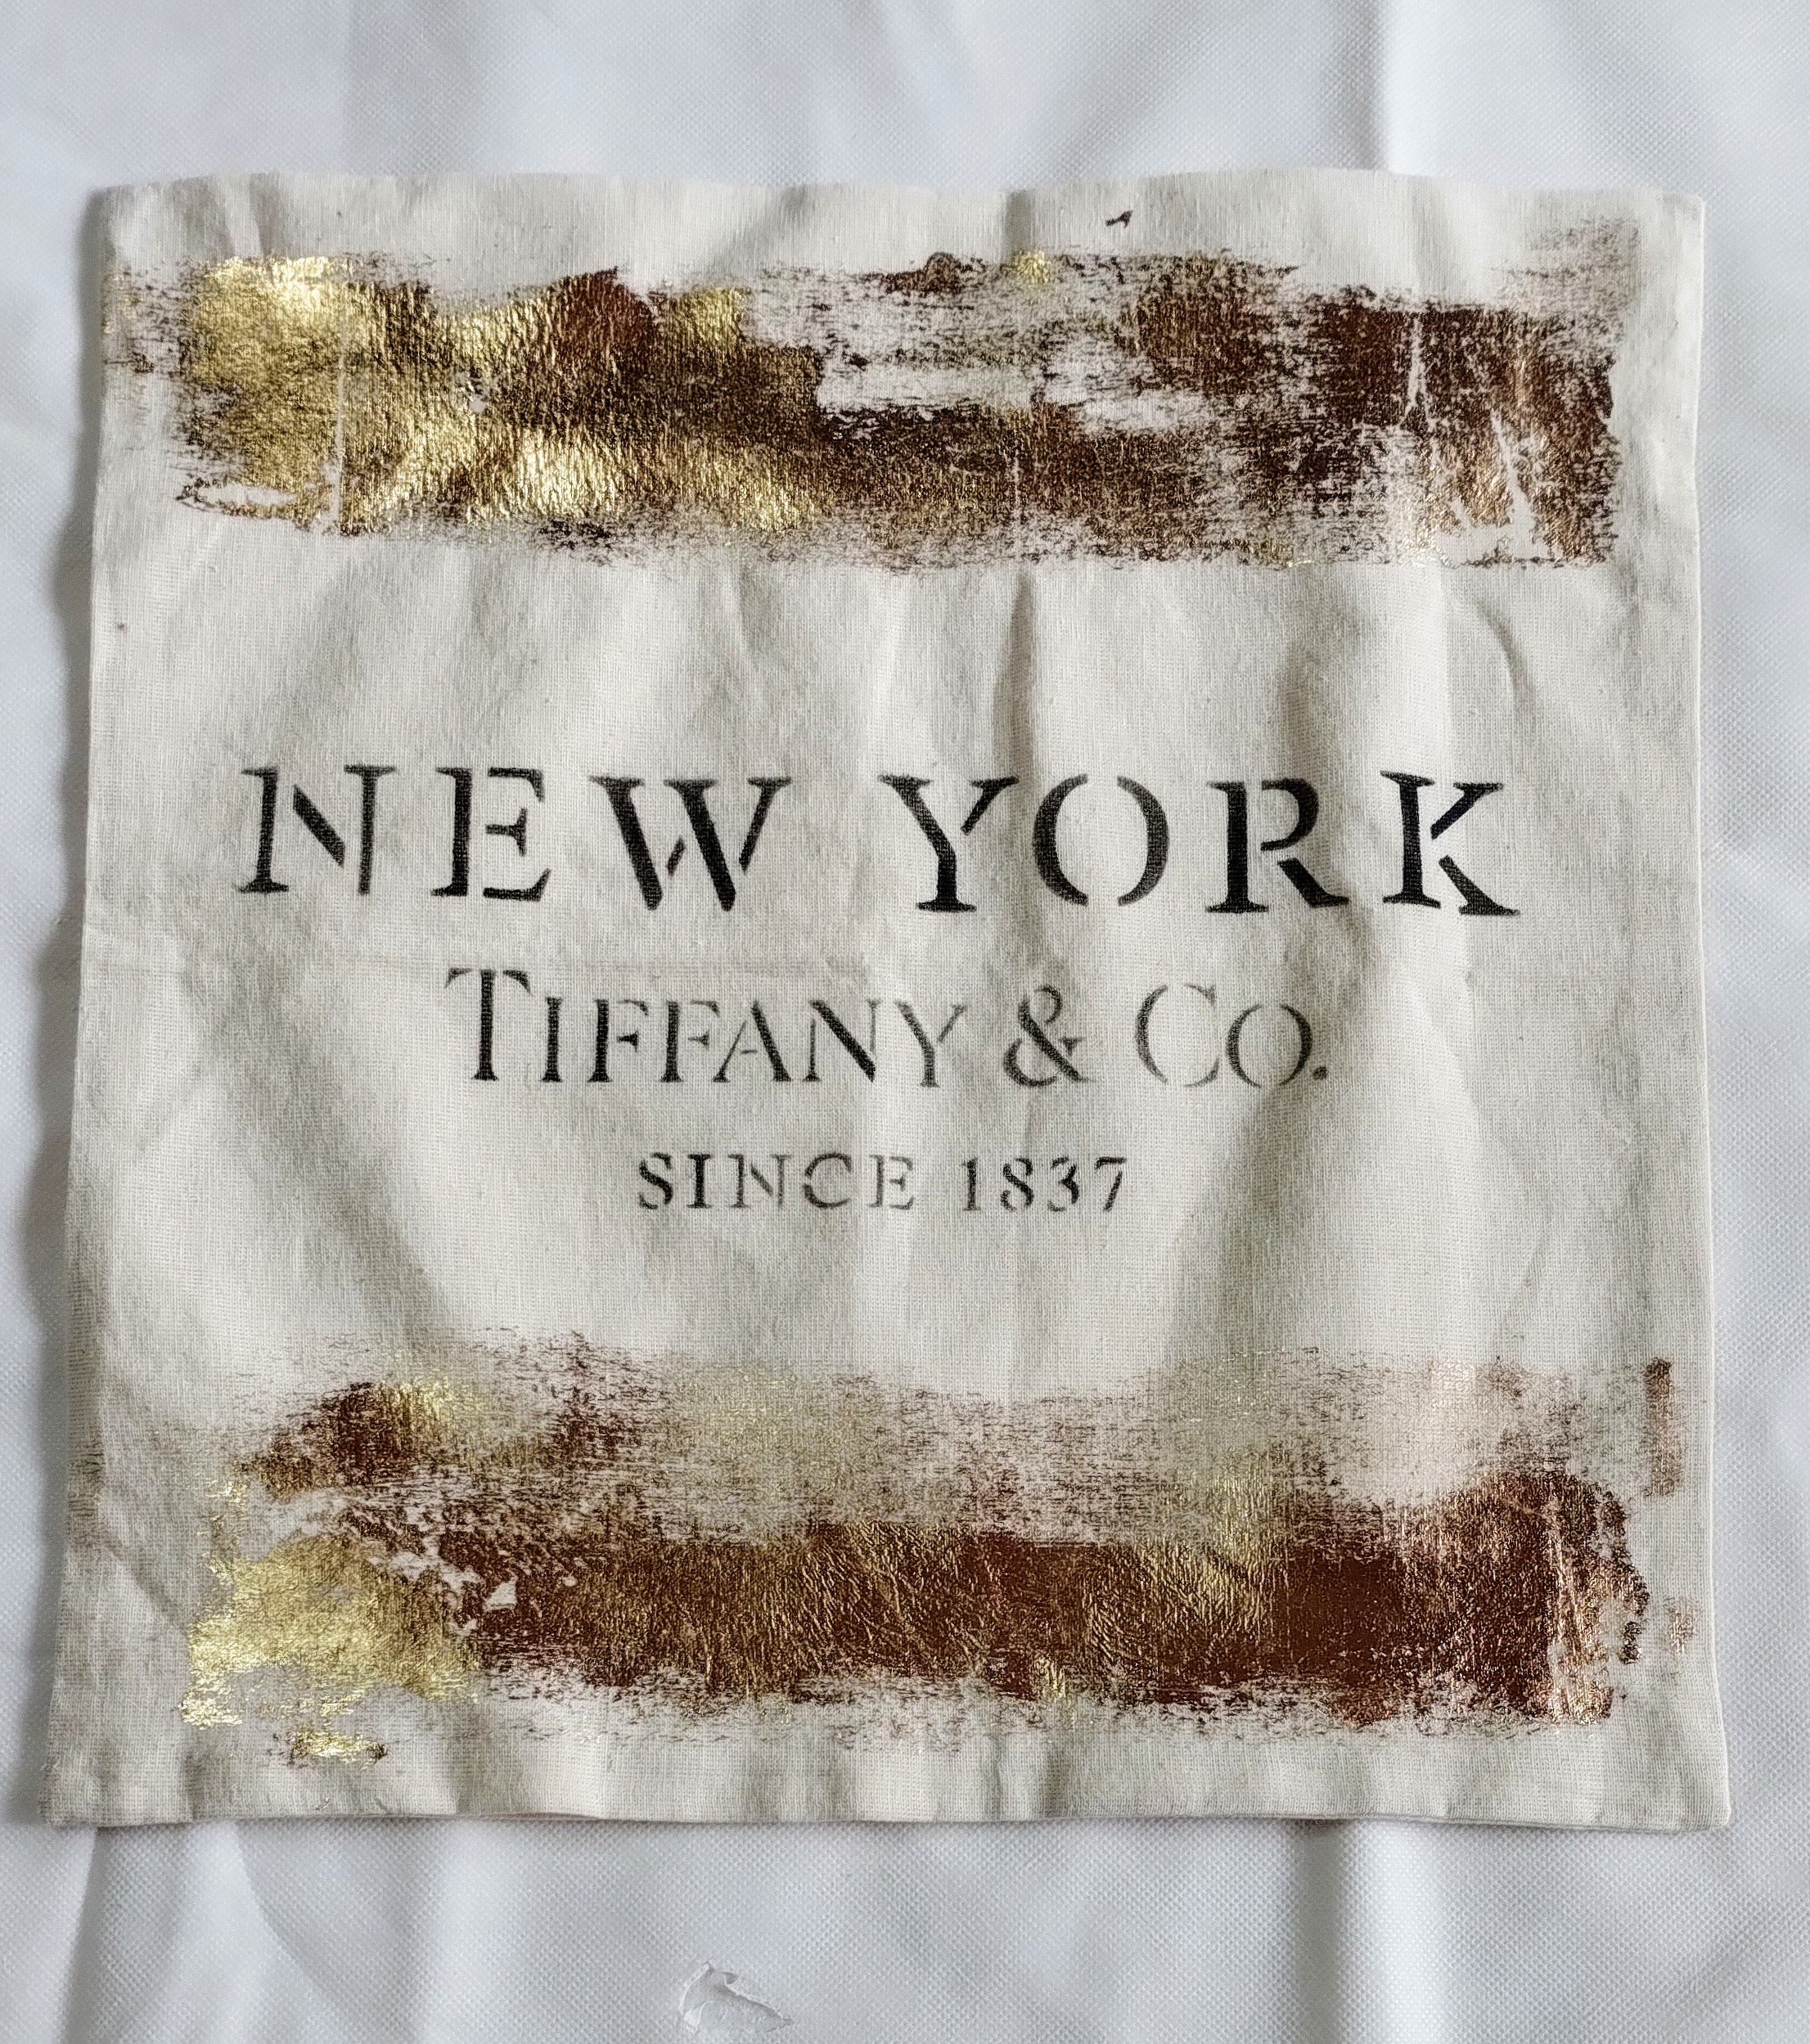 NEW YORK
TIFFANY & CO.
SINCE 1837